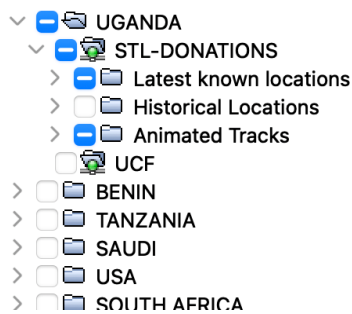 UGANDA
STL-DONATIONS
Latest known locations
Historical Locations
Animated Tracks
UCF
BENIN
TANZANIA
SAUDI
USA
SOUTH AFRICA